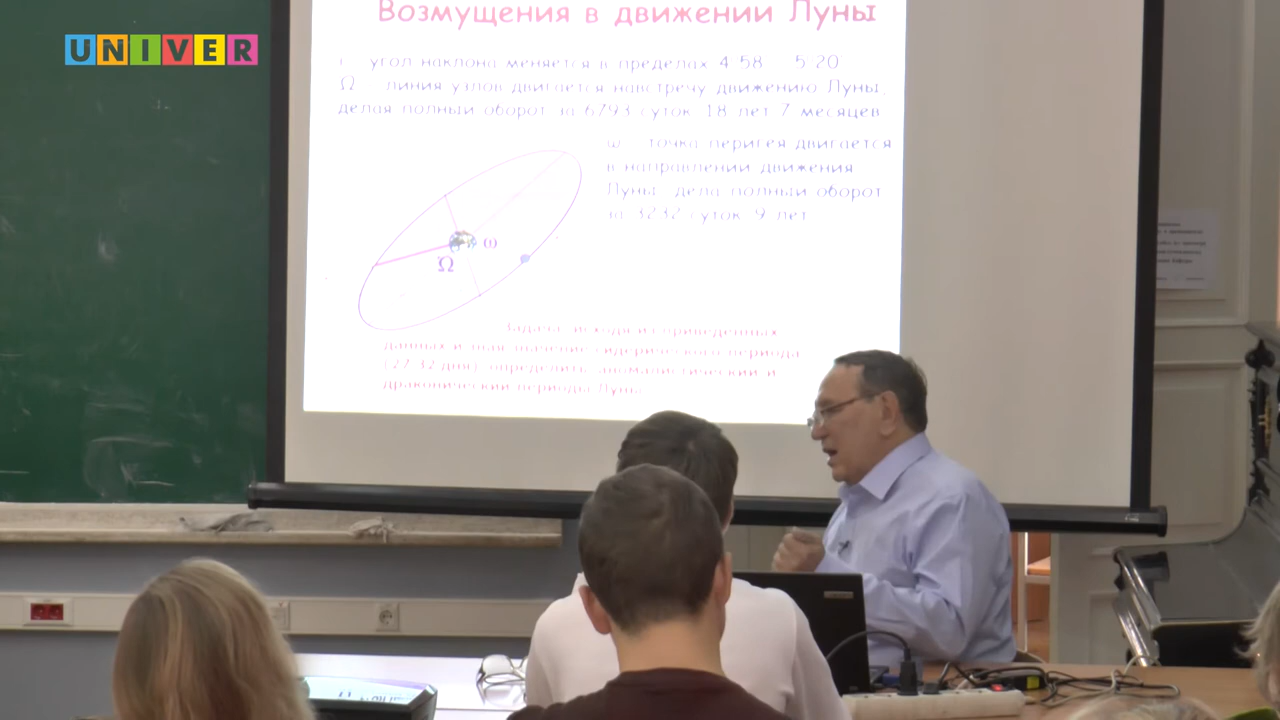 UNIVER
Возмущения в движении Луны
i угол наклона меняется в пределах 4 58 5 20
Ω линия узлов двигается навстречу движению Луны,
делая полный оборот за 6793 суток 18 лет 7 месяцев
ω точка перигея двигается
в направлении движения
Луны дела полный оборот
за 3232 суток 9 лет
ω
Ω
Задача исходя из приведенных
данных и зная значение сидерического периода
(27 32 дня) определить аномалистический и
драконический периоды Луны